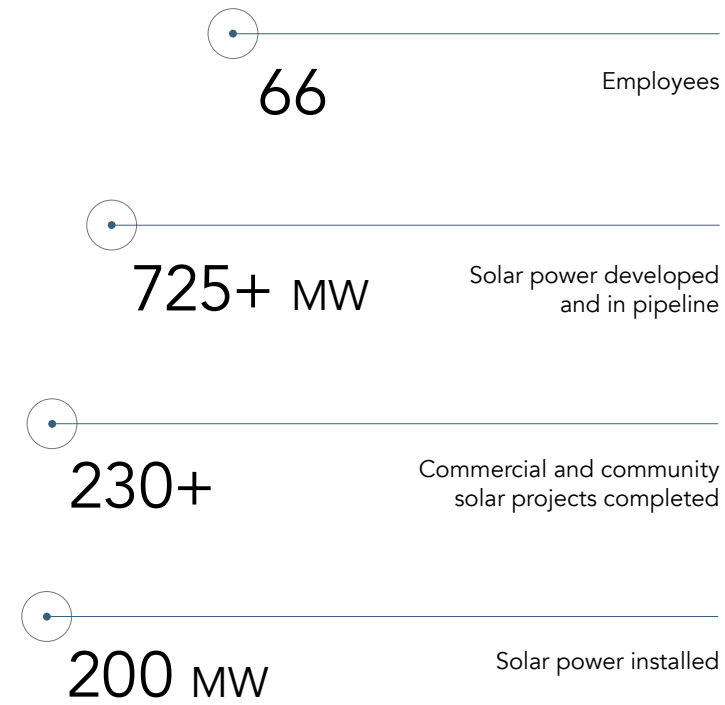 66
Employees
725+ MW
Solar power developed
and in pipeline
230+
Commercial and community
solar projects completed
200 MW
Solar power installed